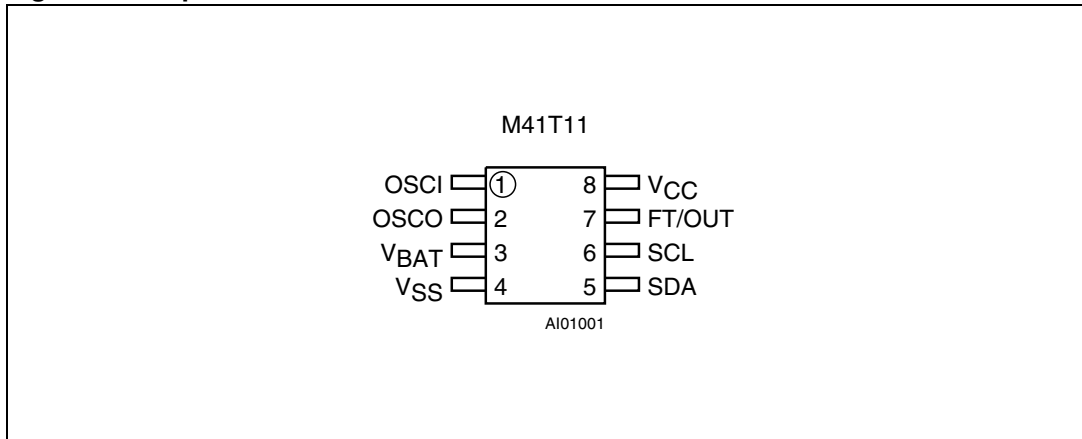 M41T11
OSCI 1 8 VCC
OSCO 2 7 FT/OUT
VBAT 3 6 SCL
VSS 4 5 SDA
AI01001